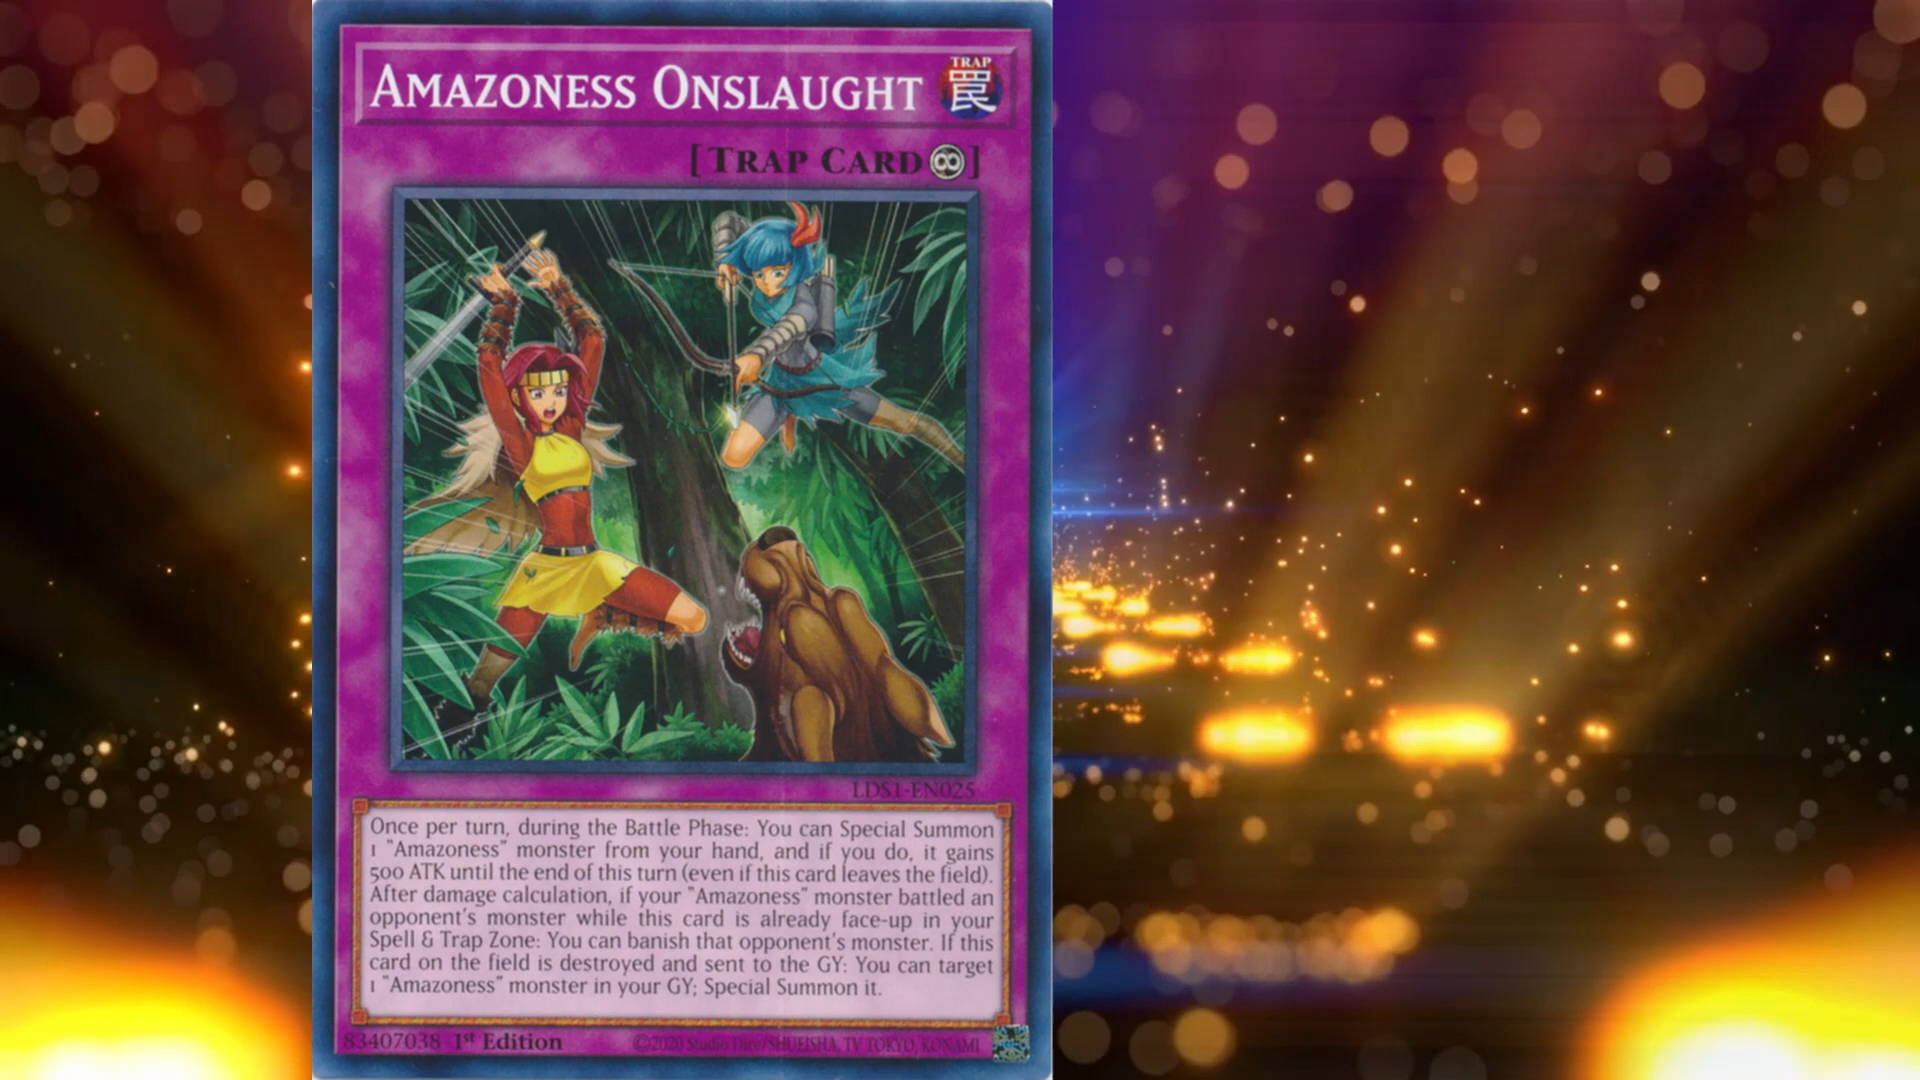 AMAZONESS ONSLAUGHT
TRAP
罠
[TRAP CARD ∞]
LDS1-EN025
Once per turn, during the Battle Phase: You can Special Summon
1 "Amazoness" monster from your hand, and if you do, it gains
500 ATK until the end of this turn (even if this card leaves the field).
After damage calculation, if your "Amazoness" monster battled an
opponent's monster while this card is already face-up in your
Spell & Trap Zone: You can banish that opponent's monster. If this
card on the field is destroyed and sent to the GY: You can target
1 "Amazoness" monster in your GY; Special Summon it.
83407038 1st Edition
©2020 Studio Dice/SHUEISHA, TV TOKYO, KONAMI